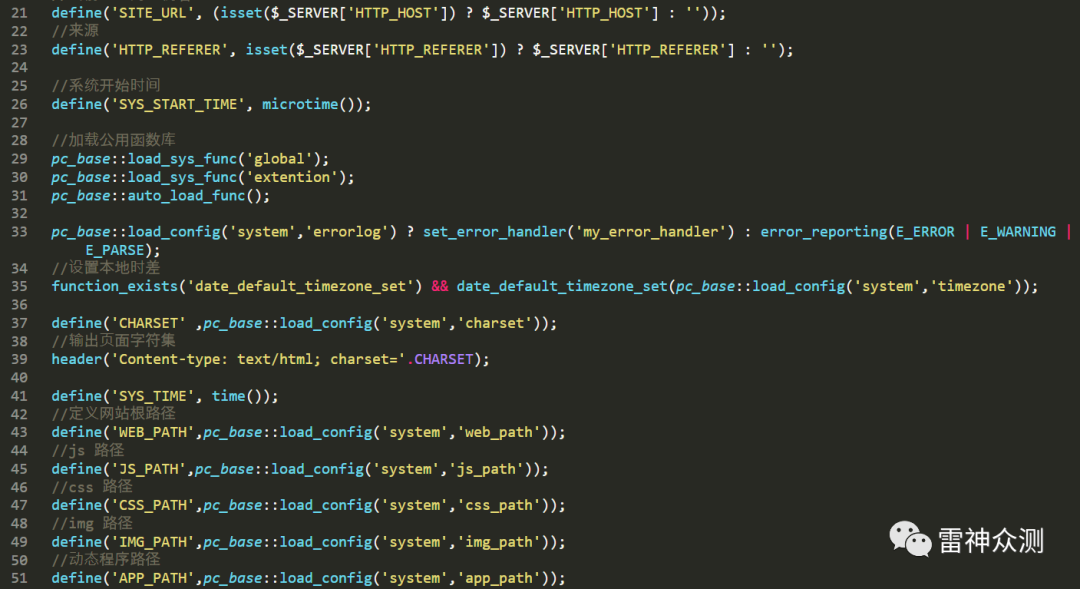 21 define('SITE_URL', (isset($_SERVER['HTTP_HOST']) ? $_SERVER['HTTP_HOST'] : ''));
22 //来源
23 define('HTTP_REFERER', isset($_SERVER['HTTP_REFERER']) ? $_SERVER['HTTP_REFERER'] : '');
24
25 //系统开始时间
26 define('SYS_START_TIME', microtime());
27
28 //加载公用函数库
29 pc_base::load_sys_func('global');
30 pc_base::load_sys_func('extention');
31 pc_base::auto_load_func();
32
33 pc_base::load_config('system','errorlog') ? set_error_handler('my_error_handler') : error_reporting(E_ERROR | E_WARNING |
E_PARSE);
34 //设置本地时差
35 function_exists('date_default_timezone_set') && date_default_timezone_set(pc_base::load_config('system','timezone'));
36
37 define('CHARSET' ,pc_base::load_config('system','charset'));
38 //输出页面字符集
39 header('Content-type: text/html; charset='.CHARSET);
40
41 define('SYS_TIME', time());
42 //定义网站根路径
43 define('WEB_PATH',pc_base::load_config('system','web_path'));
44 //js 路径
45 define('JS_PATH',pc_base::load_config('system','js_path'));
46 //css 路径
47 define('CSS_PATH',pc_base::load_config('system','css_path'));
48 //img 路径
49 define('IMG_PATH',pc_base::load_config('system','img_path'));
50 //动态程序路径
51 define('APP_PATH',pc_base::load_config('system','app_path'));
雷神众测